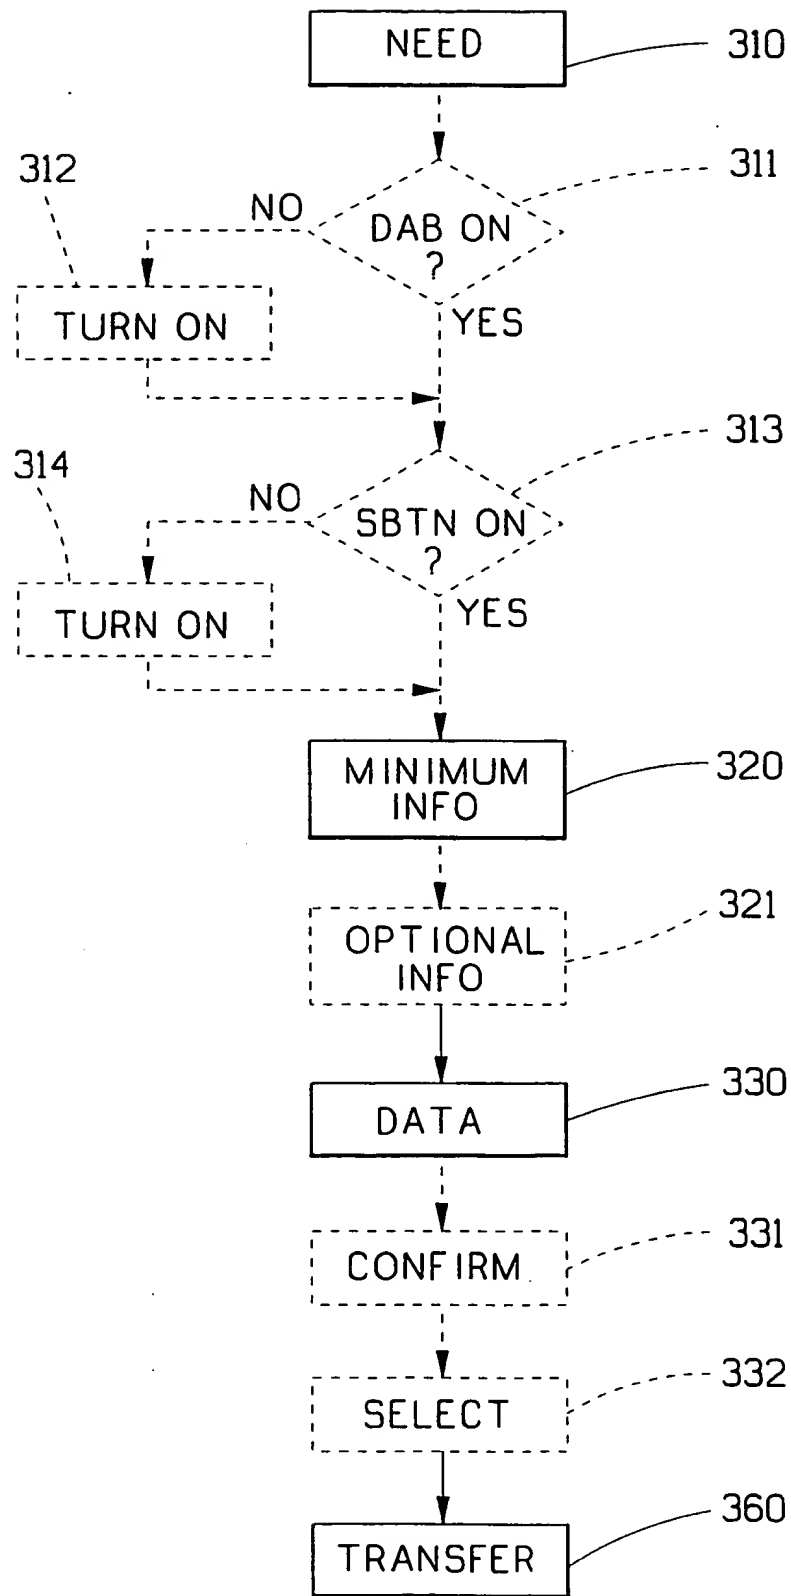 NEED
310
311
312
NO
DAB ON
?
YES
TURN ON
313
314
NO
SBTN ON
?
YES
TURN ON
MINIMUM
INFO
320
OPTIONAL
INFO
321
DATA
330
CONFIRM
331
SELECT
332
TRANSFER
360